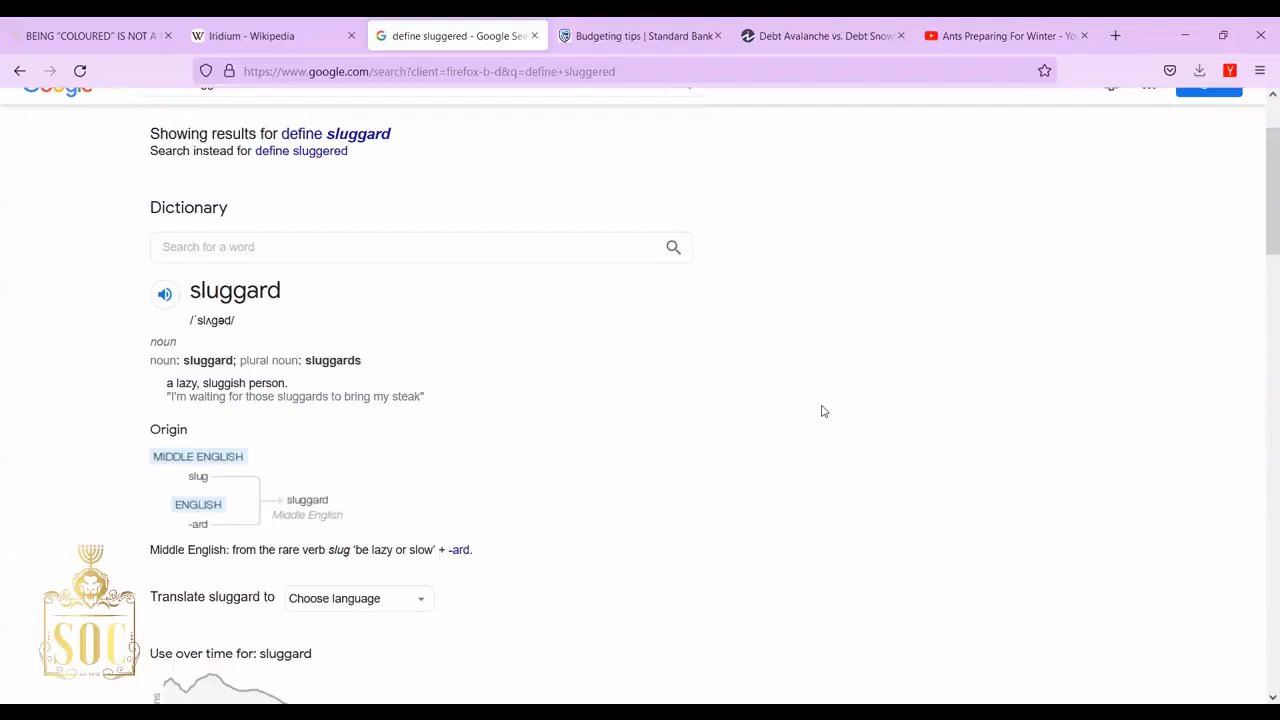 BEING "COLOURED" IS NOT A
Iridium - Wikipedia
define sluggered - Google Sea
Budgeting tips | Standard Bank
Debt Avalanche vs. Debt Snow
Ants Preparing For Winter - Yo
https://www.google.com/search?client=firefox-b-d&q=define+sluggered
Google
Showing results for define sluggard
Search instead for define sluggered
Dictionary
Search for a word
sluggard
/ˈslʌɡəd/
noun
noun: sluggard; plural noun: sluggards
a lazy, sluggish person.
"I'm waiting for those sluggards to bring my steak"
Origin
MIDDLE ENGLISH
slug
ENGLISH
sluggard
Middle English
-ard
Middle English: from the rare verb slug ‘be lazy or slow’ + -ard.
SOC
Translate sluggard to
Choose language
Use over time for: sluggard